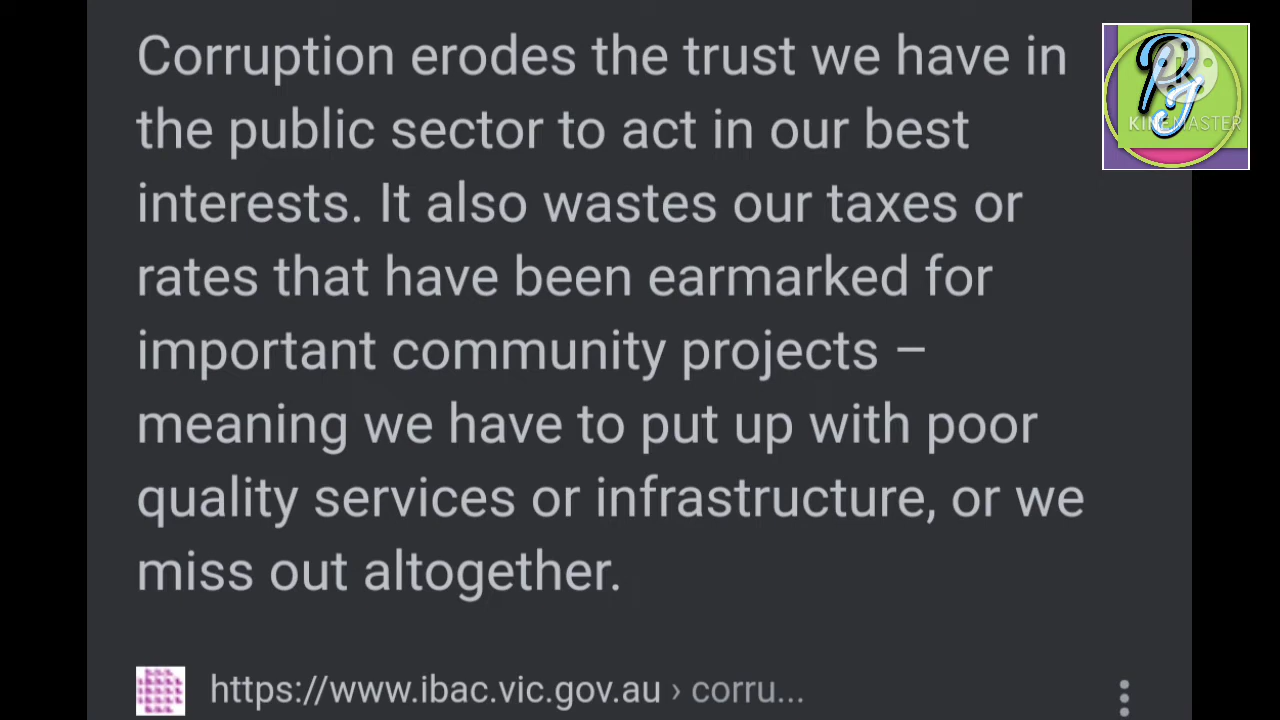 Corruption erodes the trust we have in
the public sector to act in our best
interests. It also wastes our taxes or
rates that have been earmarked for
important community projects –
meaning we have to put up with poor
quality services or infrastructure, or we
miss out altogether.
https://www.ibac.vic.gov.au › corru...
KINEMASTER